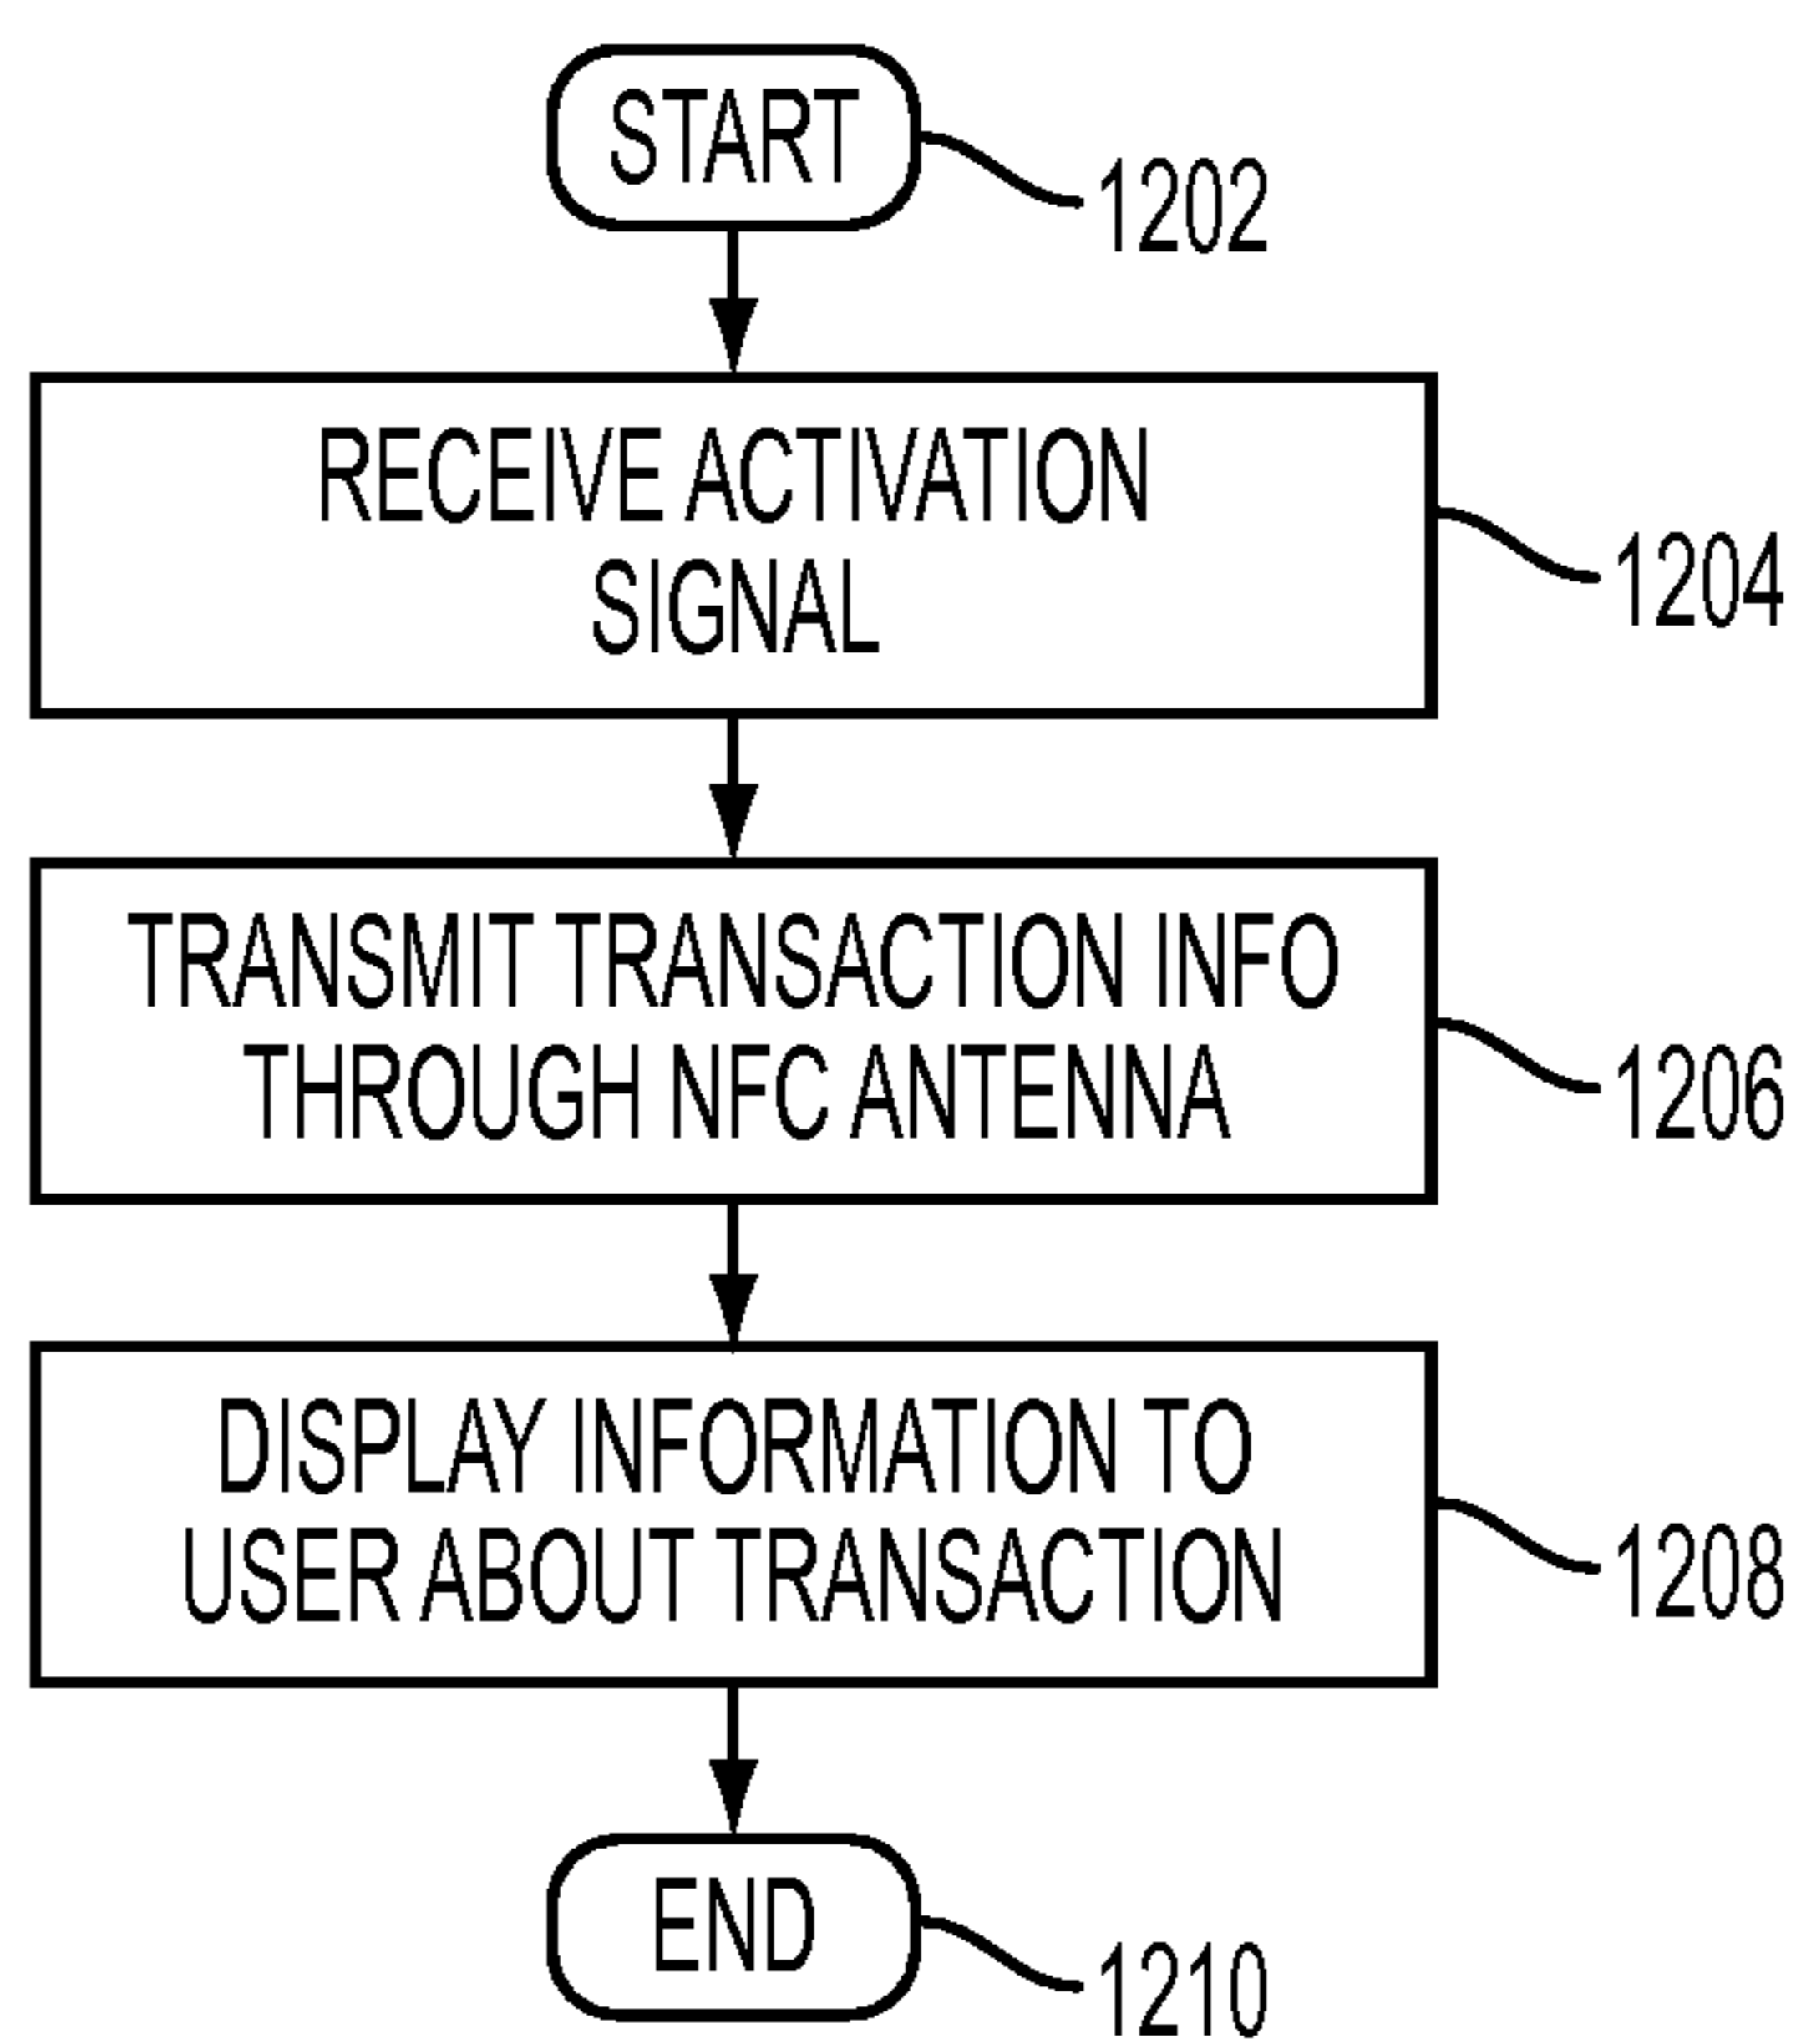 START
1202
RECEIVE ACTIVATION
SIGNAL
1204
TRANSMIT TRANSACTION INFO
THROUGH NFC ANTENNA
1206
DISPLAY INFORMATION TO
USER ABOUT TRANSACTION
1208
END
1210